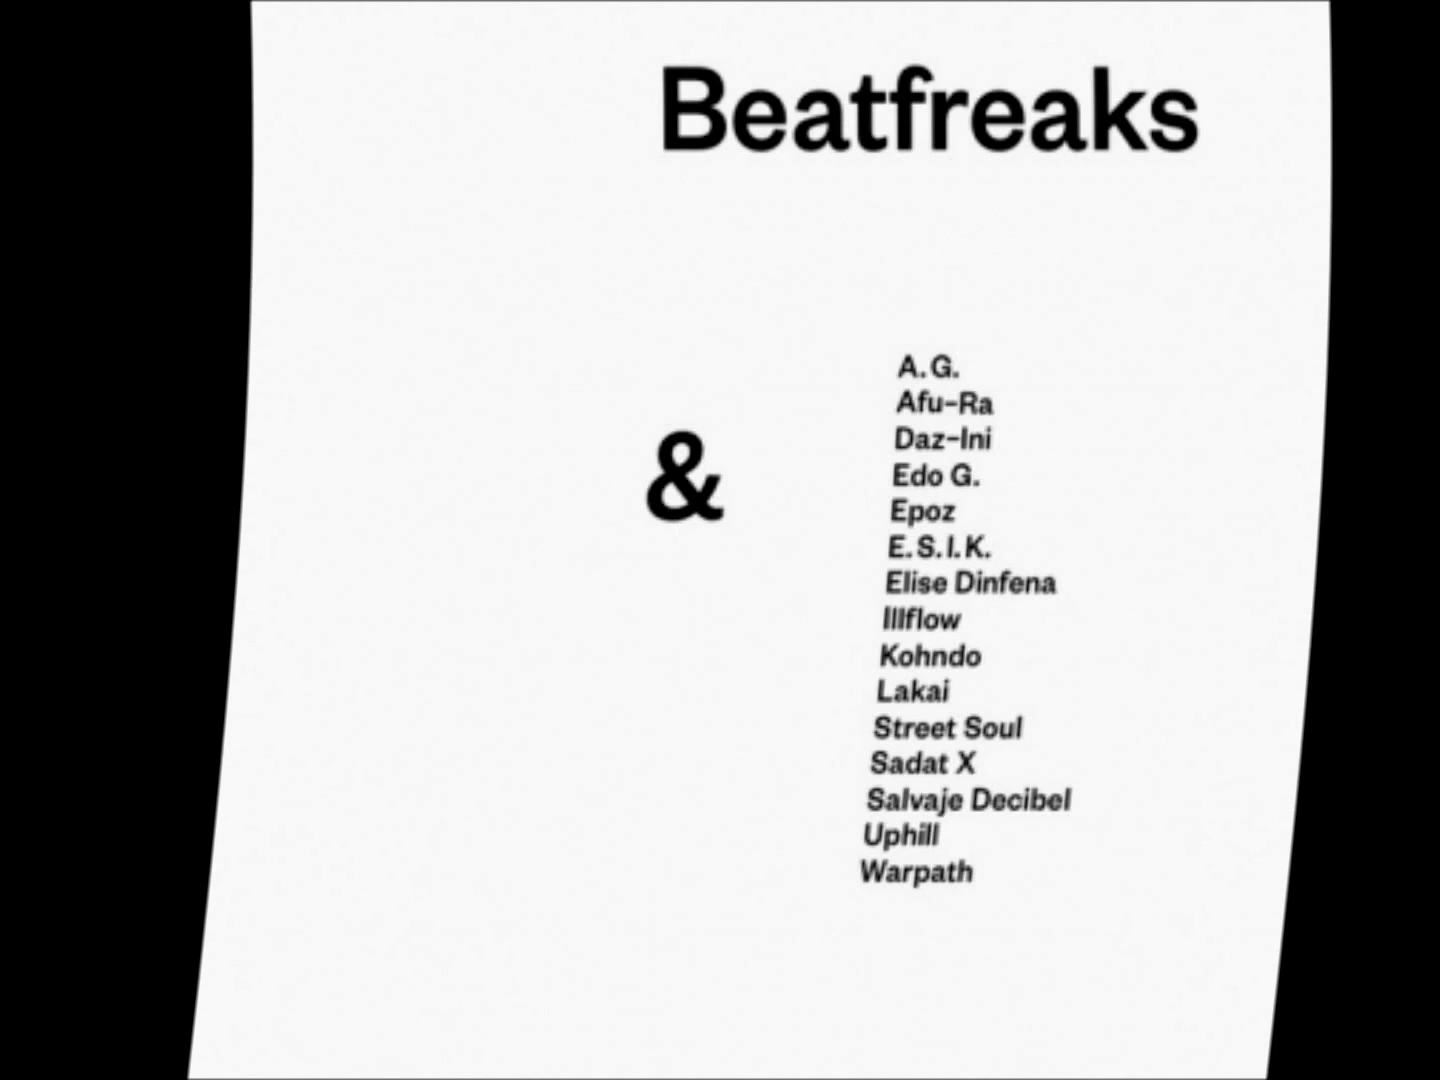 Beatfreaks
&
A.G.
Afu-Ra
Daz-Ini
Edo G.
Epoz
E.S.I.K.
Elise Dinfena
Illflow
Kohndo
Lakai
Street Soul
Sadat X
Salvaje Decibel
Uphill
Warpath